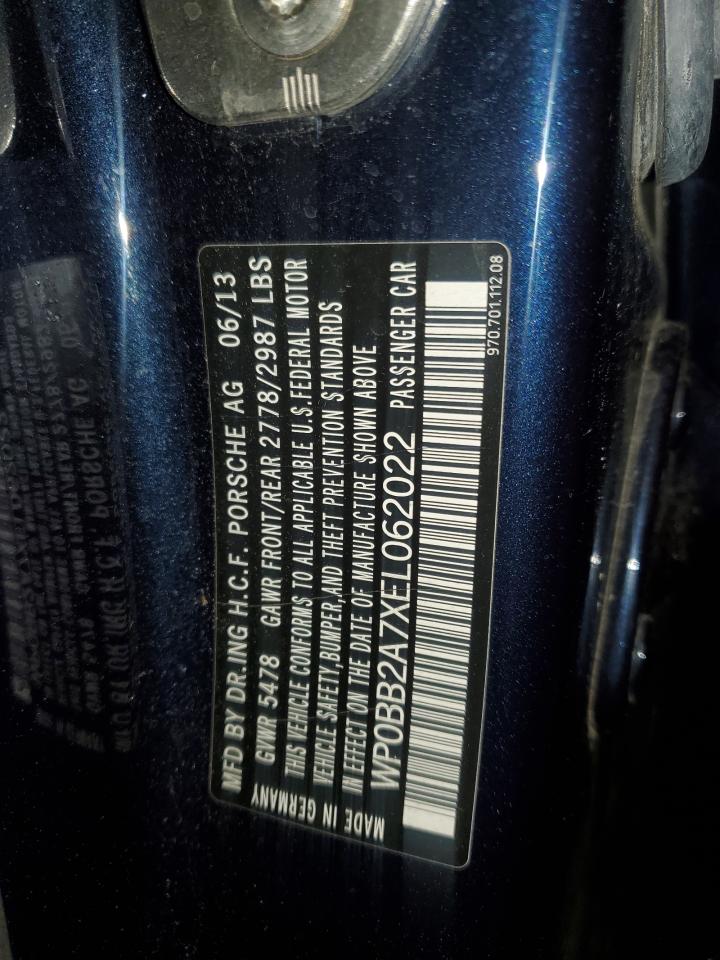 MFD BY DR.ING H.C.F. PORSCHE AG 06/13
GVWR 5478 GAWR FRONT/REAR 2778/2987 LBS
THIS VEHICLE CONFORMS TO ALL APPLICABLE U.S.FEDERAL MOTOR
VEHICLE SAFETY,BUMPER,AND THEFT PREVENTION STANDARDS
IN EFFECT ON THE DATE OF MANUFACTURE SHOWN ABOVE
WP0BB2A7XEL062022 PASSENGER CAR
970.701.112.08
MADE IN GERMANY